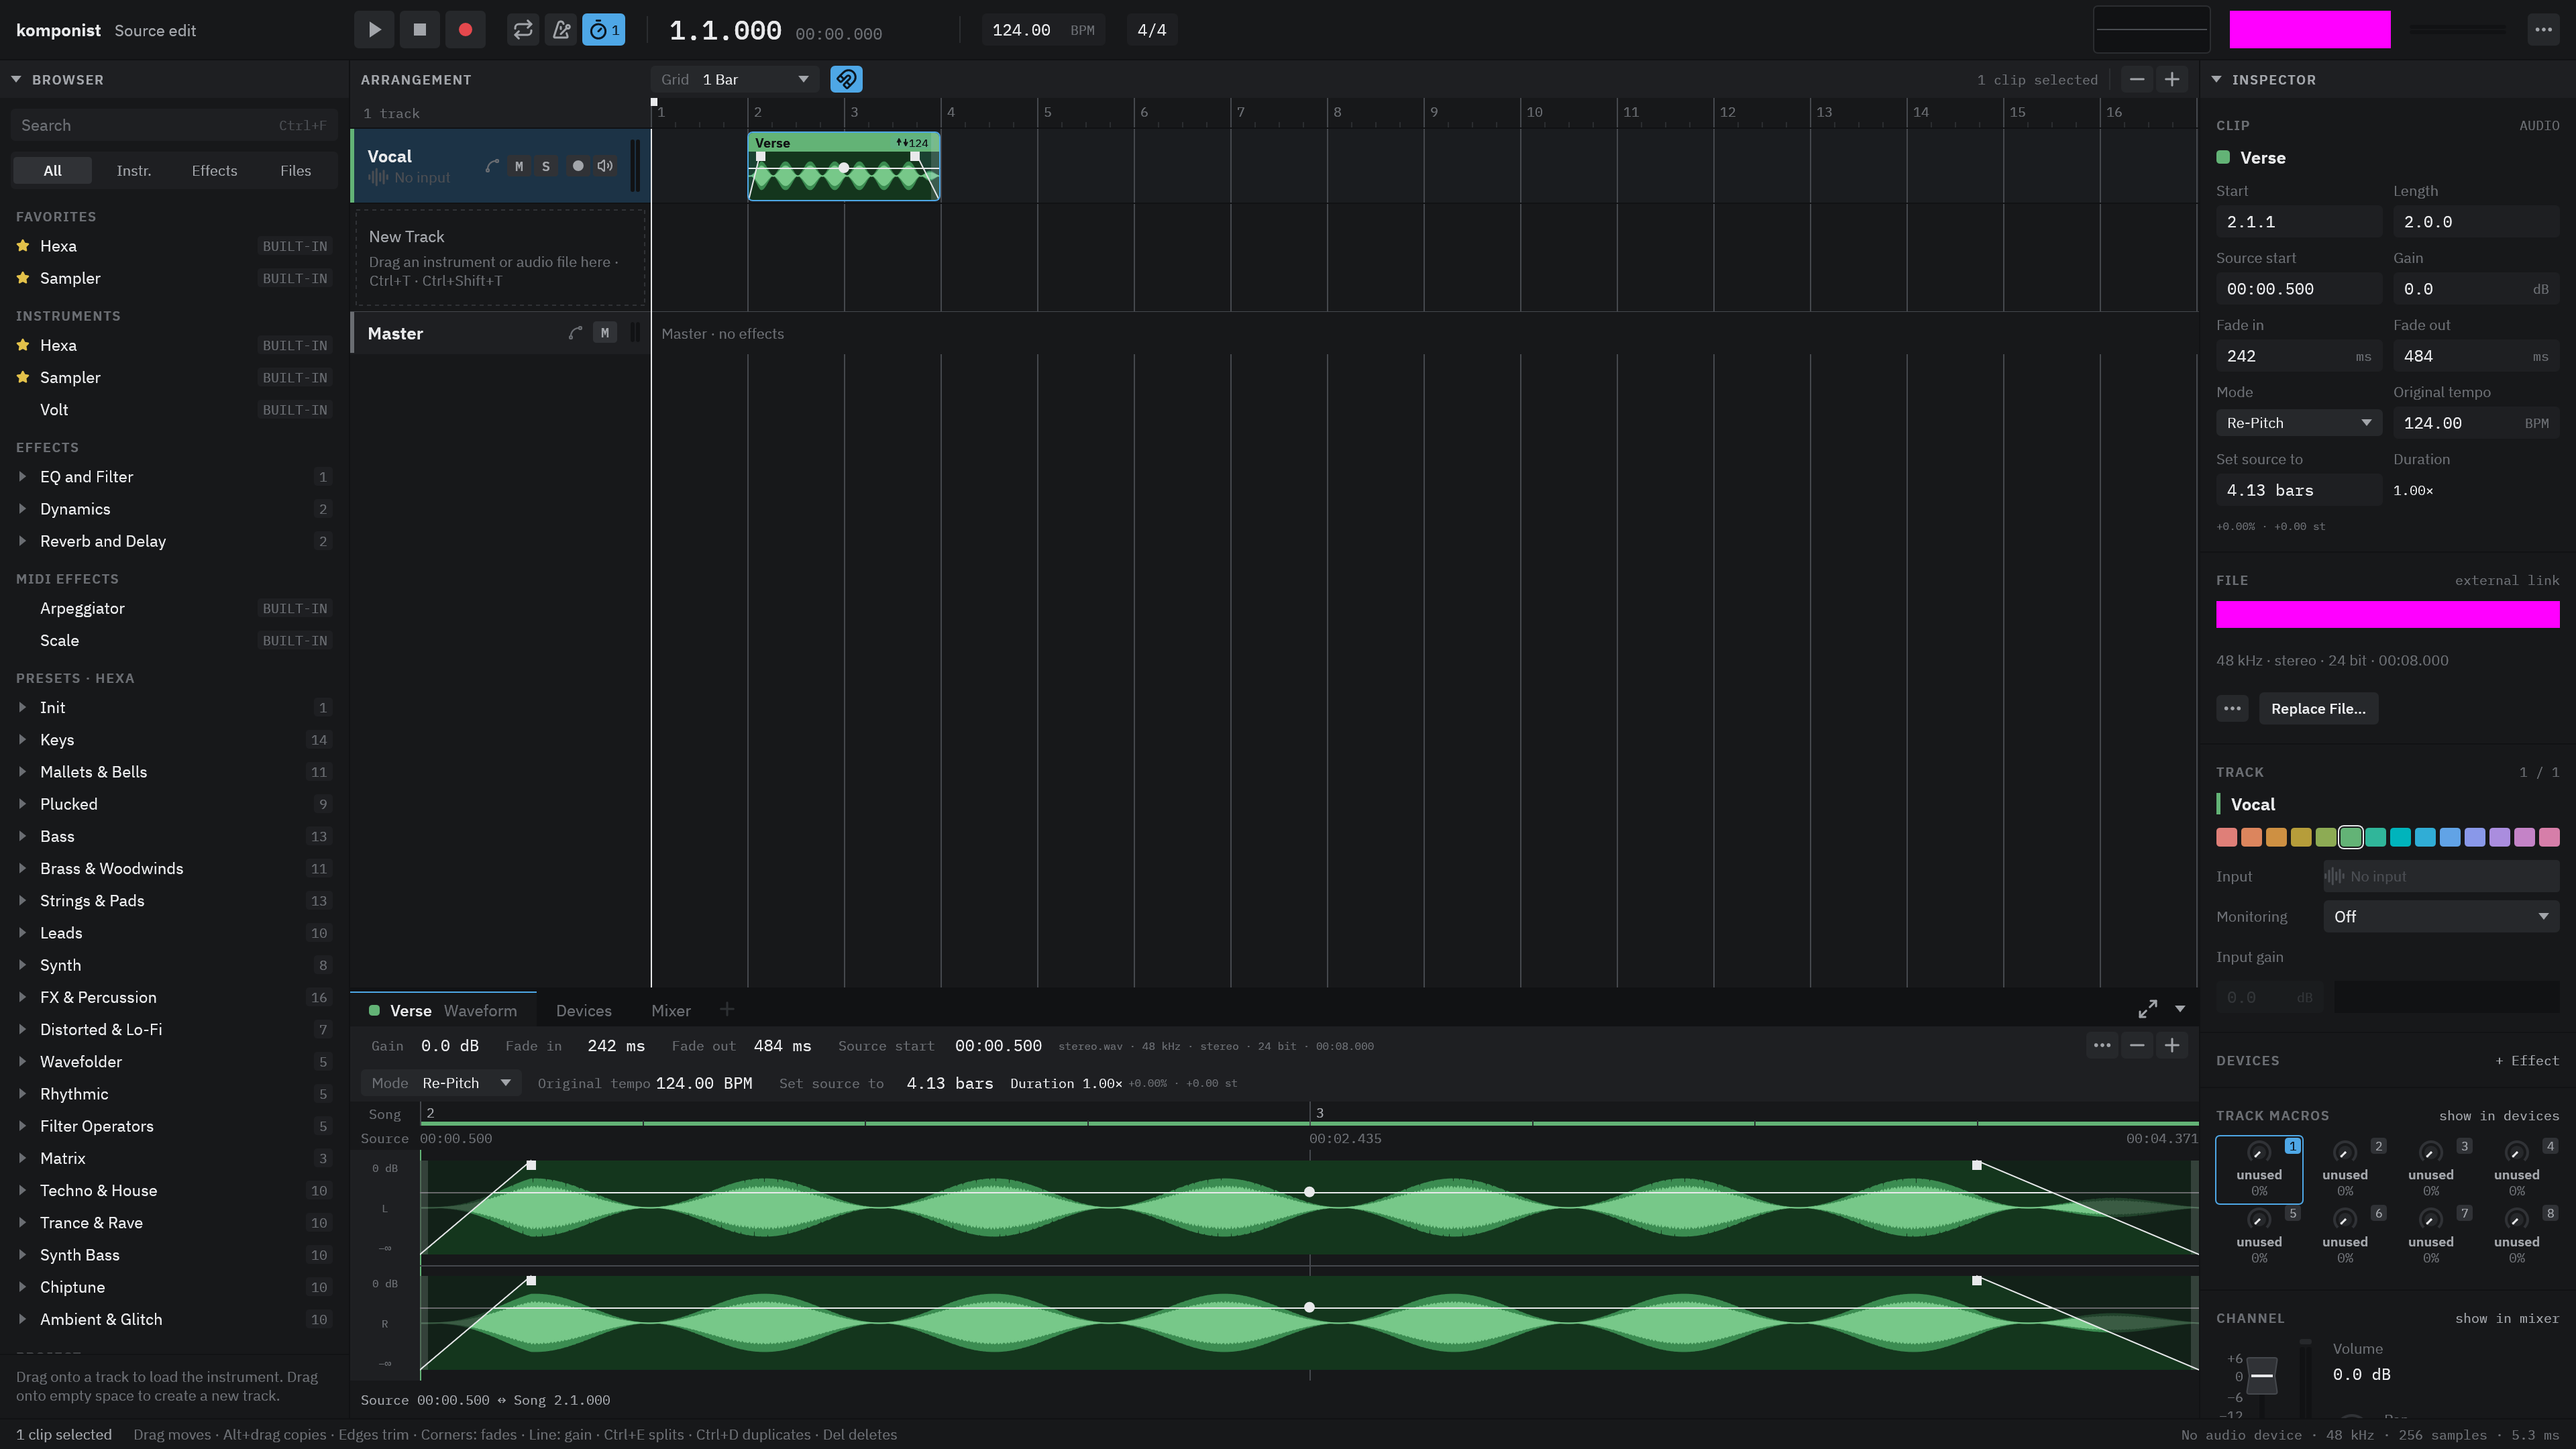 komponist Source edit
1
1.1.000 00:00.000
124.00 BPM
4/4
BROWSER
Search Ctrl+F
All Instr. Effects Files
FAVORITES
Hexa BUILT-IN
Sampler BUILT-IN
INSTRUMENTS
Hexa BUILT-IN
Sampler BUILT-IN
Volt BUILT-IN
EFFECTS
EQ and Filter 1
Dynamics 2
Reverb and Delay 2
MIDI EFFECTS
Arpeggiator BUILT-IN
Scale BUILT-IN
PRESETS · HEXA
Init 1
Keys 14
Mallets & Bells 11
Plucked 9
Bass 13
Brass & Woodwinds 11
Strings & Pads 13
Leads 10
Synth 8
FX & Percussion 16
Distorted & Lo-Fi 7
Wavefolder 5
Rhythmic 5
Filter Operators 5
Matrix 3
Techno & House 10
Trance & Rave 10
Synth Bass 10
Chiptune 10
Ambient & Glitch 10
Drag onto a track to load the instrument. Drag
onto empty space to create a new track.
ARRANGEMENT
Grid 1 Bar
1 clip selected
1 track
1 2 3 4 5 6 7 8 9 10 11 12 13 14 15 16
Vocal
M S
No input
Verse 124
New Track
Drag an instrument or audio file here ·
Ctrl+T · Ctrl+Shift+T
Master M
Master · no effects
Verse Waveform Devices Mixer
Gain 0.0 dB Fade in 242 ms Fade out 484 ms Source start 00:00.500 stereo.wav · 48 kHz · stereo · 24 bit · 00:08.000
Mode Re-Pitch Original tempo 124.00 BPM Set source to 4.13 bars Duration 1.00× +0.00% · +0.00 st
Song 2 3
Source 00:00.500 00:02.435 00:04.371
0 dB
L
−∞
0 dB
R
−∞
Source 00:00.500 ↔ Song 2.1.000
INSPECTOR
CLIP AUDIO
Verse
Start Length
2.1.1 2.0.0
Source start Gain
00:00.500 0.0 dB
Fade in Fade out
242 ms 484 ms
Mode Original tempo
Re-Pitch 124.00 BPM
Set source to Duration
4.13 bars 1.00×
+0.00% · +0.00 st
FILE external link
48 kHz · stereo · 24 bit · 00:08.000
Replace File...
TRACK 1 / 1
Vocal
Input No input
Monitoring Off
Input gain
0.0 dB
DEVICES + Effect
TRACK MACROS show in devices
1 2 3 4
unused unused unused unused
0% 0% 0% 0%
5 6 7 8
unused unused unused unused
0% 0% 0% 0%
CHANNEL show in mixer
Volume
+6
0 0.0 dB
−6
−12
1 clip selected Drag moves · Alt+drag copies · Edges trim · Corners: fades · Line: gain · Ctrl+E splits · Ctrl+D duplicates · Del deletes
No audio device · 48 kHz · 256 samples · 5.3 ms